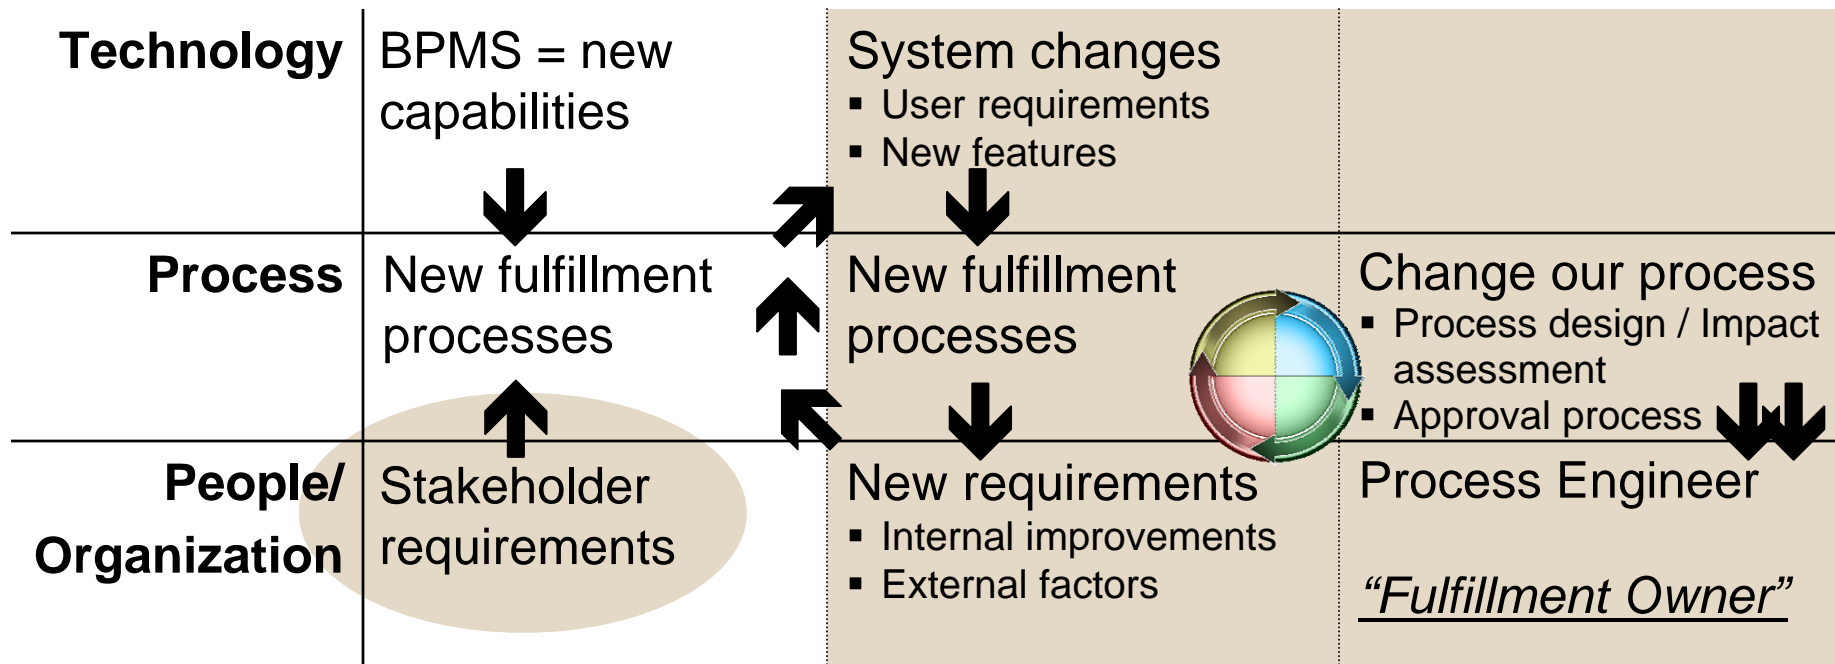 Technology
BPMS = new
capabilities
System changes
▪ User requirements
▪ New features
Process
New fulfillment
processes
New fulfillment
processes
Change our process
▪ Process design / Impact
assessment
▪ Approval process
People/
Organization
Stakeholder
requirements
New requirements
▪ Internal improvements
▪ External factors
Process Engineer
“Fulfillment Owner”